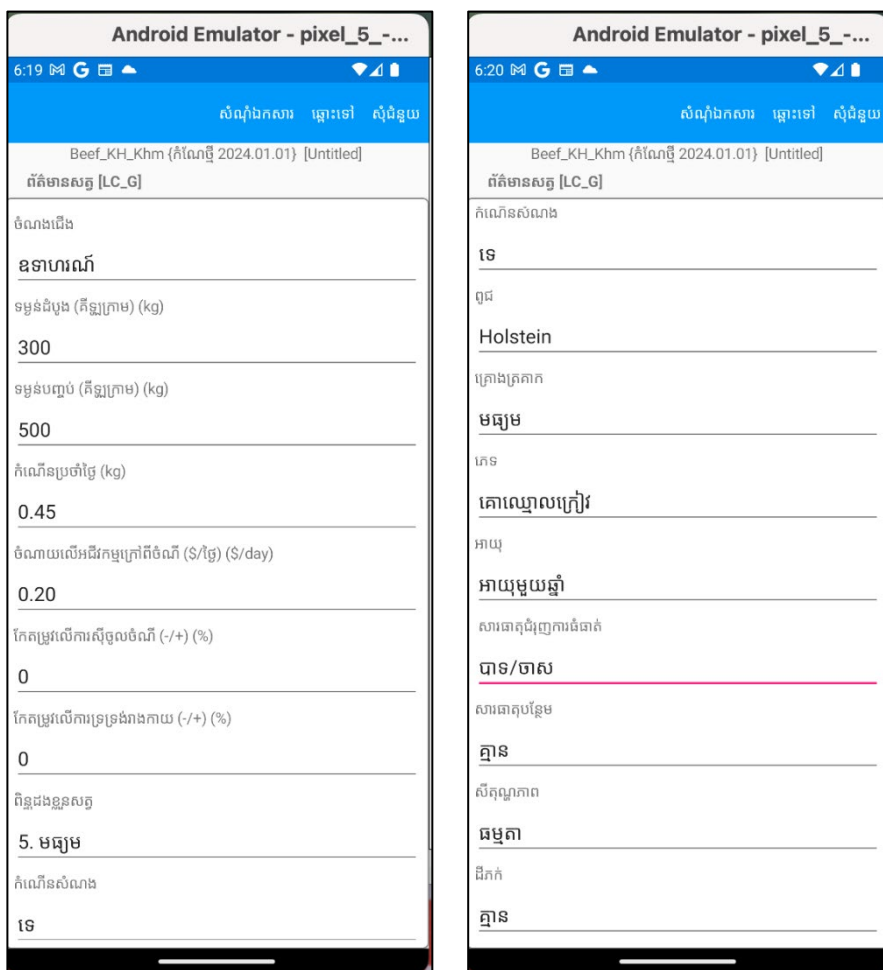 Android Emulator - pixel_5_-...
6:19
សំណុំឯកសារ ឆ្ពោះទៅ សុំជំនួយ
Beef_KH_Khm {កំណែថ្មី 2024.01.01} [Untitled]
ព័ត៌មានសត្វ [LC_G]
ចំណងជើង
ឧទាហរណ៍
ទម្ងន់ដំបូង (គីឡូក្រាម) (kg)
300
ទម្ងន់បញ្ចប់ (គីឡូក្រាម) (kg)
500
កំណើនប្រចាំថ្ងៃ (kg)
0.45
ចំណាយលើអជីវកម្មក្រៅពីចំណី ($/ថ្ងៃ) ($/day)
0.20
កែតម្រូវលើការស៊ីចូលចំណី (-/+) (%)
0
កែតម្រូវលើការទ្រទ្រង់រាងកាយ (-/+) (%)
0
ពិន្ទុដងខ្លួនសត្វ
5. មធ្យម
កំណើនសំណង
ទេ
Android Emulator - pixel_5_-...
6:20
សំណុំឯកសារ ឆ្ពោះទៅ សុំជំនួយ
Beef_KH_Khm {កំណែថ្មី 2024.01.01} [Untitled]
ព័ត៌មានសត្វ [LC_G]
កំណើនសំណង
ទេ
ពូជ
Holstein
គ្រោងត្រគាក
មធ្យម
ភេទ
គោឈ្មោលក្រៀវ
អាយុ
អាយុមួយឆ្នាំ
សារធាតុជំរុញការធំធាត់
បាទ/ចាស
សារធាតុបន្ថែម
គ្មាន
សីតុណ្ហភាព
ធម្មតា
ដីភក់
គ្មាន